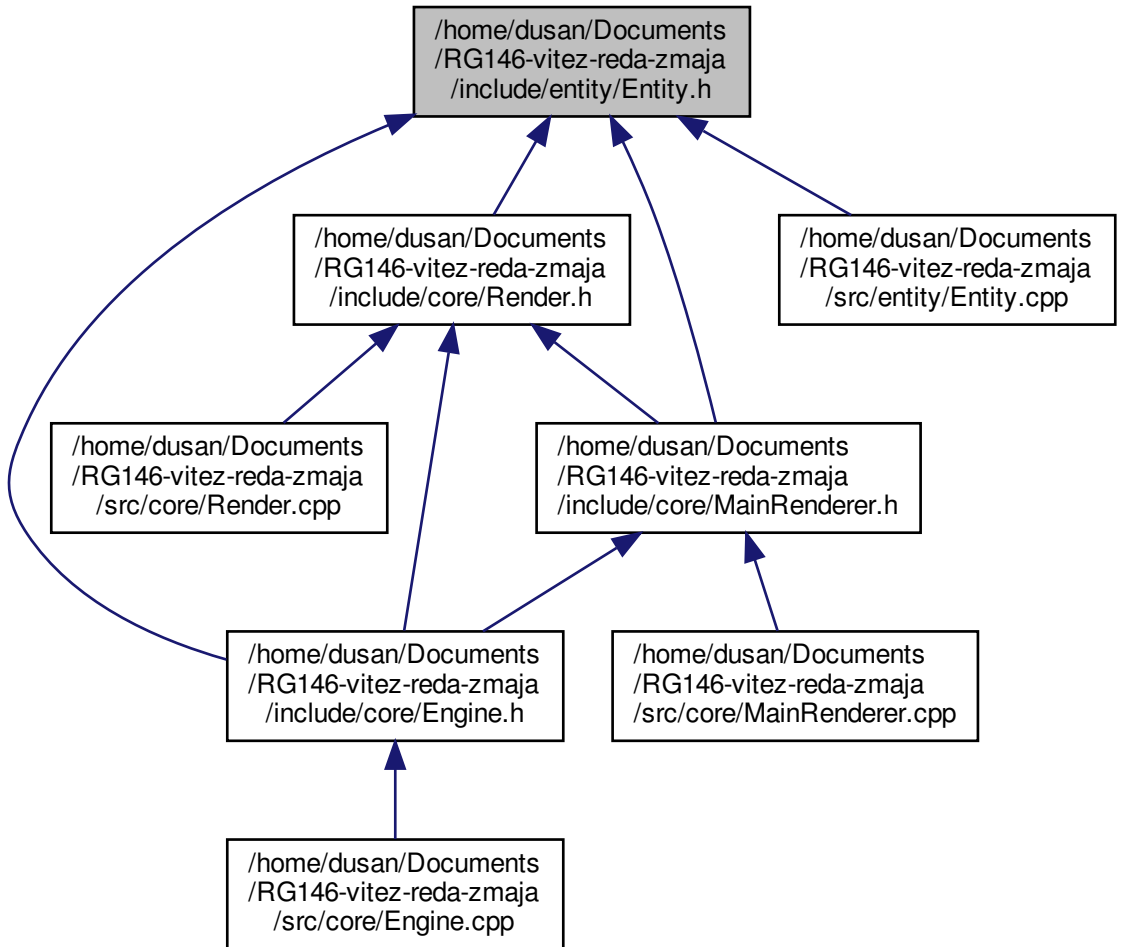 /home/dusan/Documents
/RG146-vitez-reda-zmaja
/include/entity/Entity.h
/home/dusan/Documents
/RG146-vitez-reda-zmaja
/include/core/Render.h
/home/dusan/Documents
/RG146-vitez-reda-zmaja
/src/entity/Entity.cpp
/home/dusan/Documents
/RG146-vitez-reda-zmaja
/src/core/Render.cpp
/home/dusan/Documents
/RG146-vitez-reda-zmaja
/include/core/MainRenderer.h
/home/dusan/Documents
/RG146-vitez-reda-zmaja
/include/core/Engine.h
/home/dusan/Documents
/RG146-vitez-reda-zmaja
/src/core/MainRenderer.cpp
/home/dusan/Documents
/RG146-vitez-reda-zmaja
/src/core/Engine.cpp